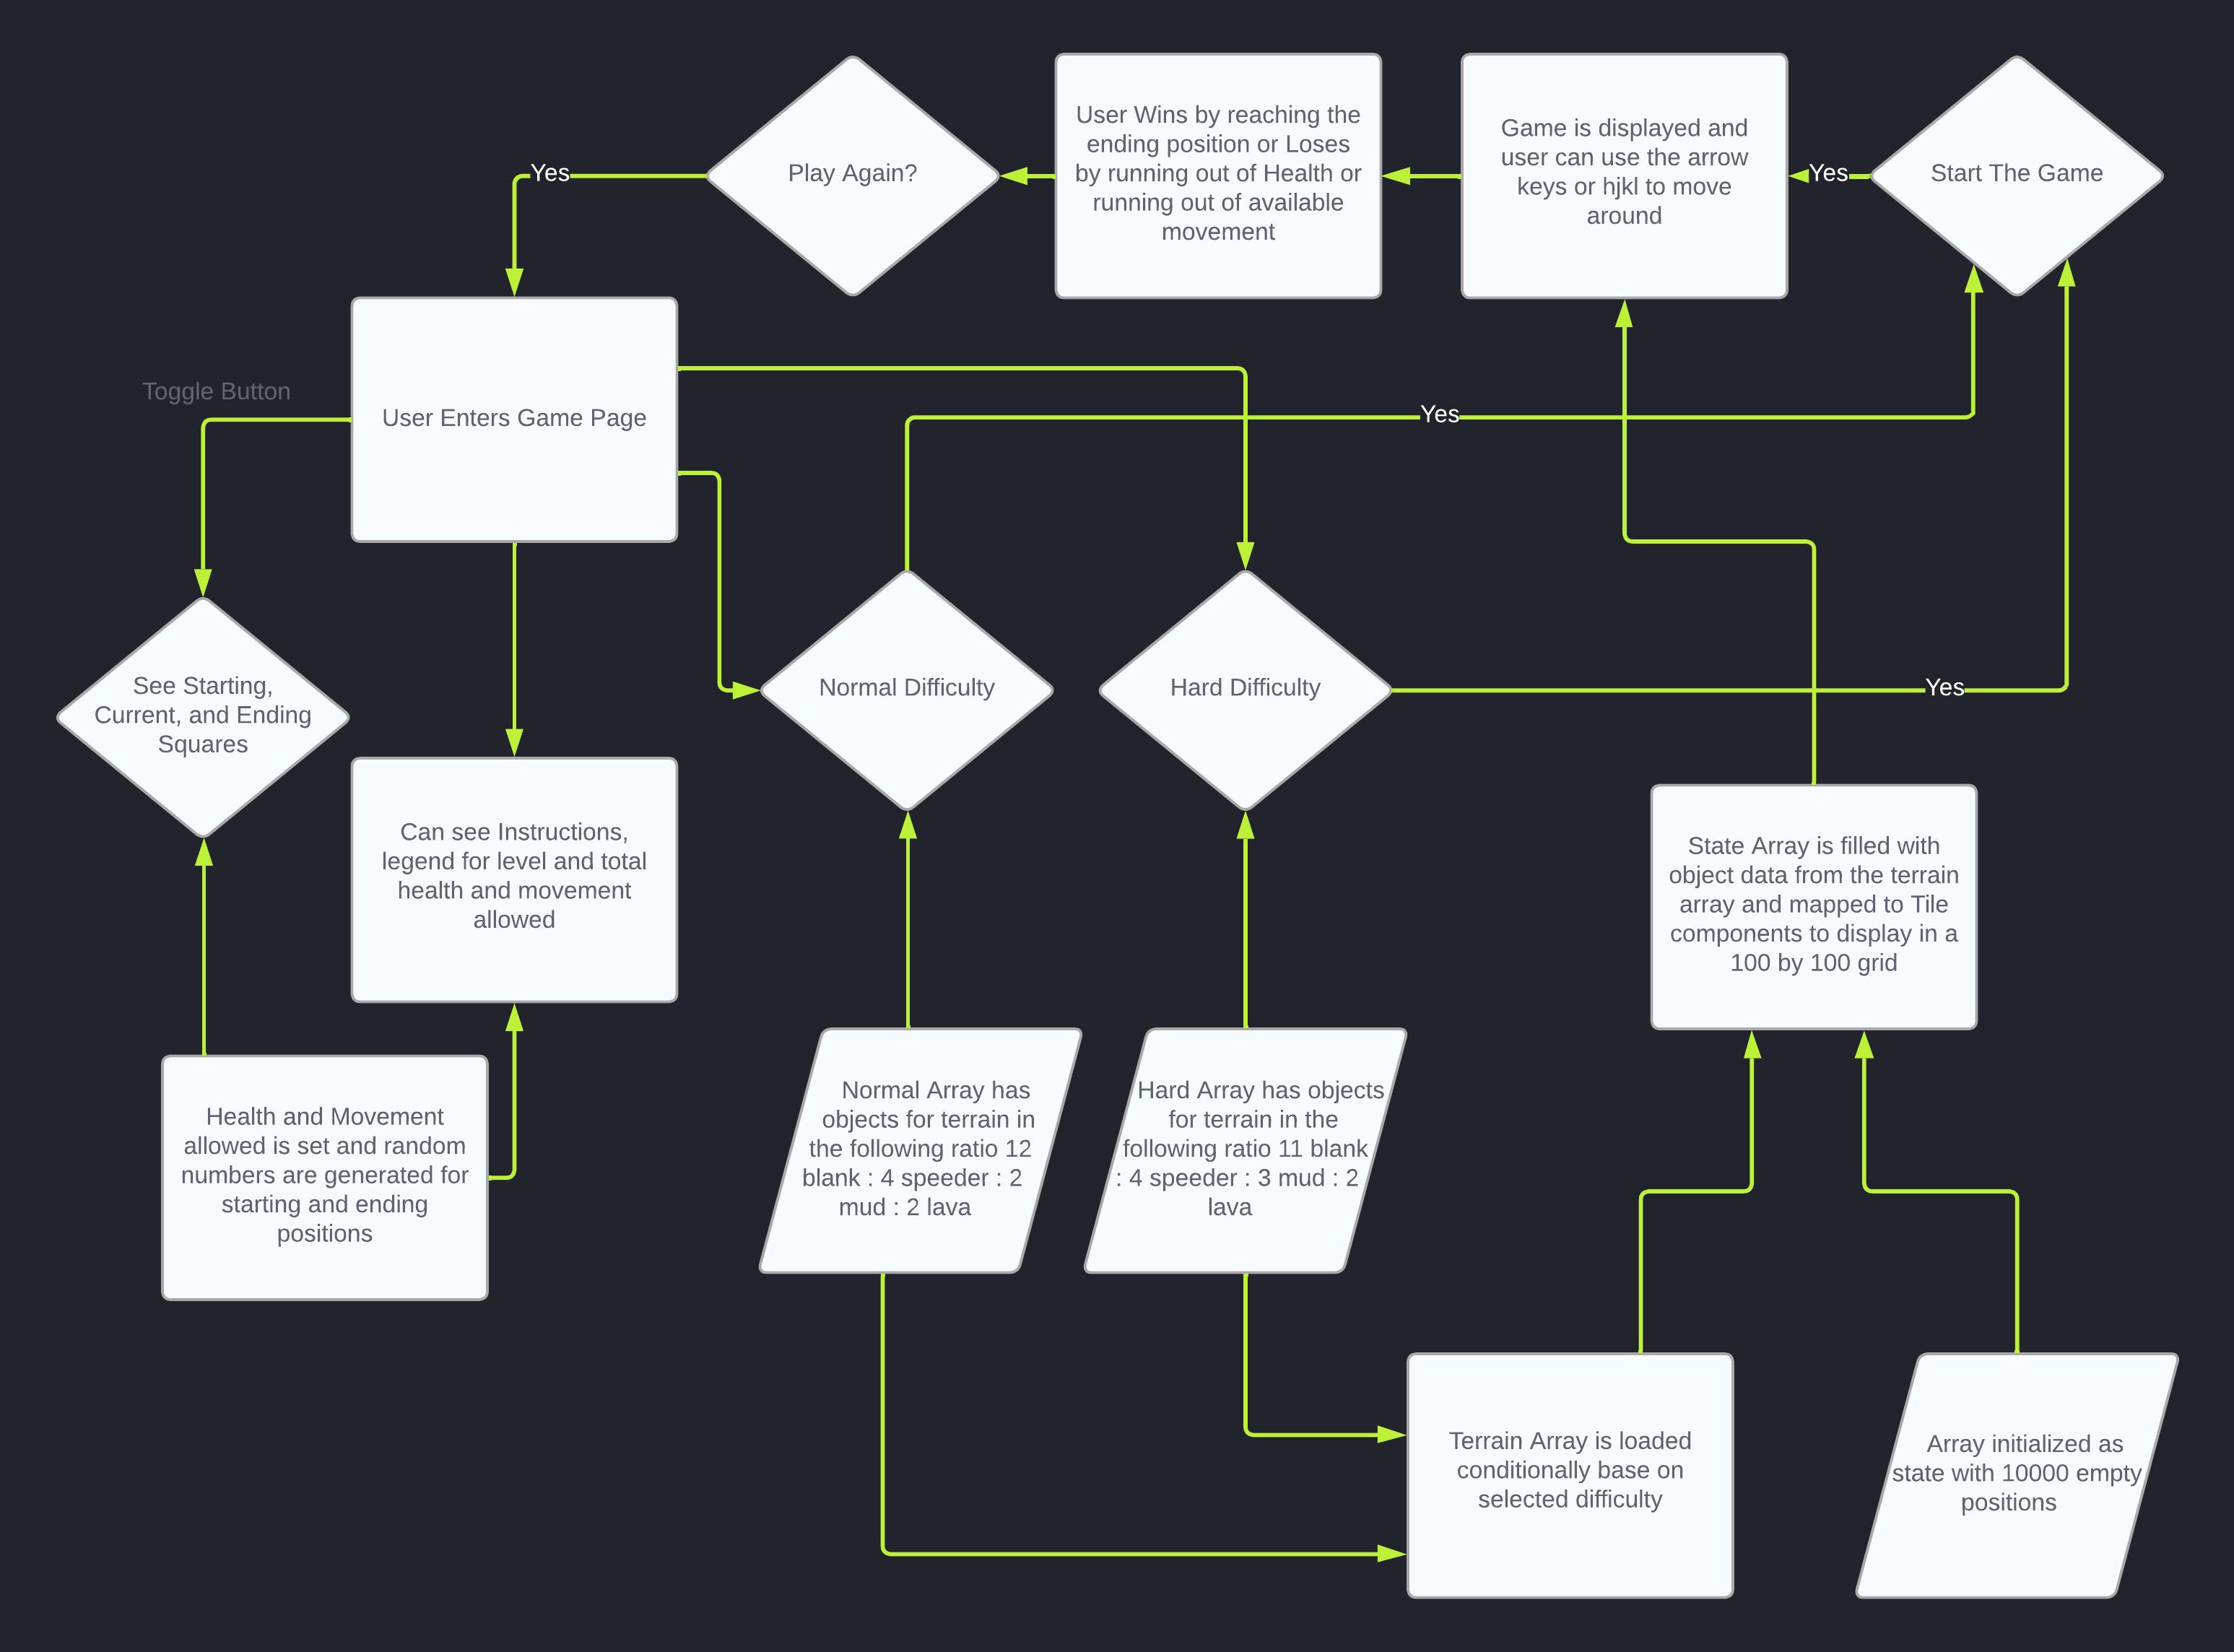 Play Again?
User Wins by reaching the
ending position or Loses
by running out of Health or
running out of available
movement
Game is displayed and
user can use the arrow
keys or hjkl to move
around
Yes
Start The Game
Yes
Toggle Button
User Enters Game Page
Yes
See Starting,
Current, and Ending
Squares
Normal Difficulty
Hard Difficulty
Yes
Can see Instructions,
legend for level and total
health and movement
allowed
State Array is filled with
object data from the terrain
array and mapped to Tile
components to display in a
100 by 100 grid
Health and Movement
allowed is set and random
numbers are generated for
starting and ending
positions
Normal Array has
objects for terrain in
the following ratio 12
blank : 4 speeder : 2
mud : 2 lava
Hard Array has objects
for terrain in the
following ratio 11 blank
: 4 speeder : 3 mud : 2
lava
Terrain Array is loaded
conditionally base on
selected difficulty
Array initialized as
state with 10000 empty
positions